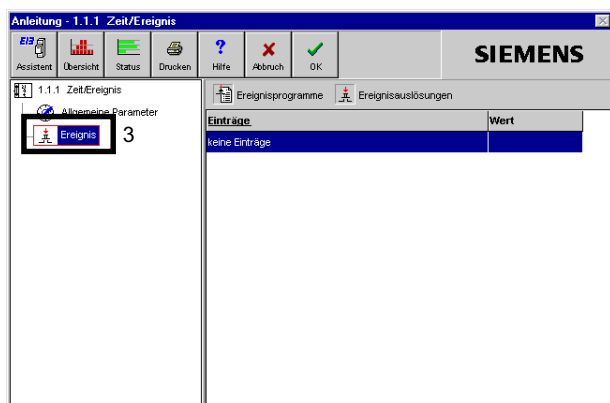 Anleitung - 1.1.1 Zeit/Ereignis
EIB
Assistent Übersicht Status Drucken Hilfe Abbruch OK
SIEMENS
1.1.1 Zeit/Ereignis
Allgemeine Parameter
Ereignis 3
Ereignisprogramme Ereignisauslösungen
Einträge Wert
keine Einträge